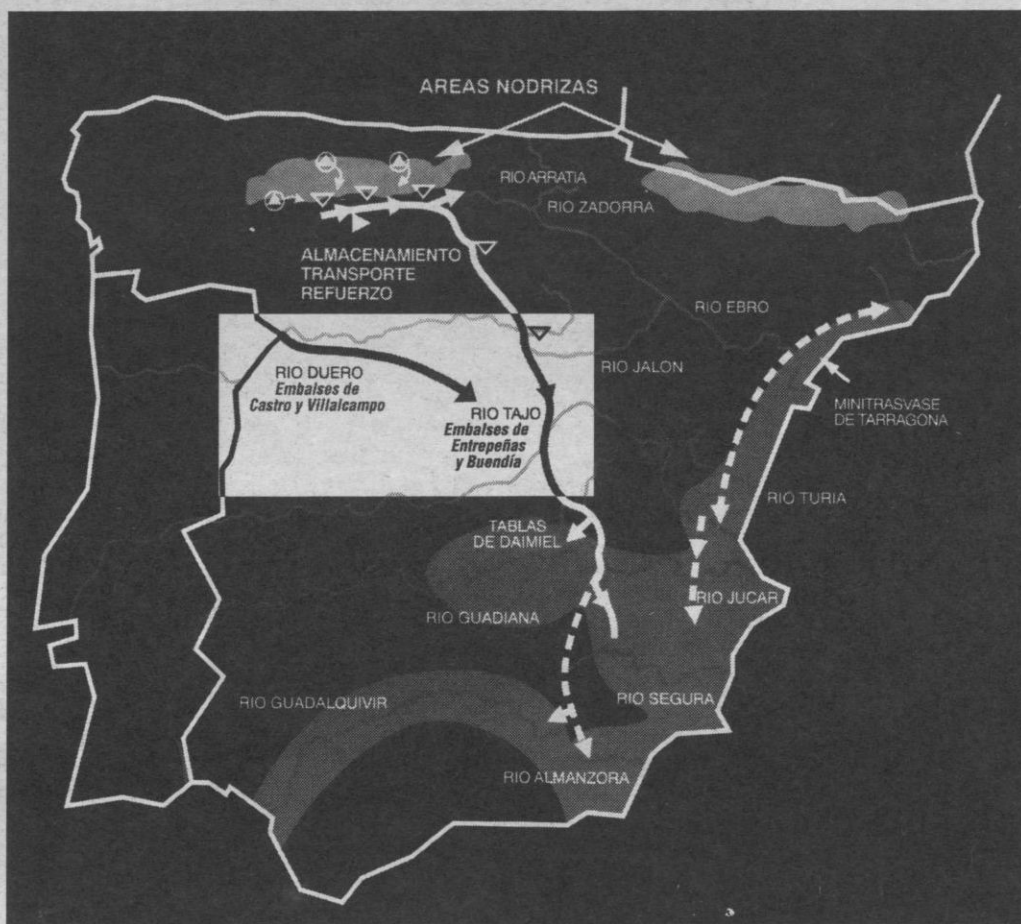 AREAS NODRIZAS
RIO ARRATIA
RIO ZADORRA
ALMACENAMIENTO
TRANSPORTE
REFUERZO
RIO EBRO
RIO JALON
RIO DUERO
Embalses de
Castro y Villalcampo
RIO TAJO
Embalses de
Entrepeñas
y Buendía
MINITRASVASE
DE TARRAGONA
RIO TURIA
TABLAS
DE DAIMIEL
RIO JUCAR
RIO GUADIANA
RIO GUADALQUIVIR
RIO SEGURA
RIO ALMANZORA